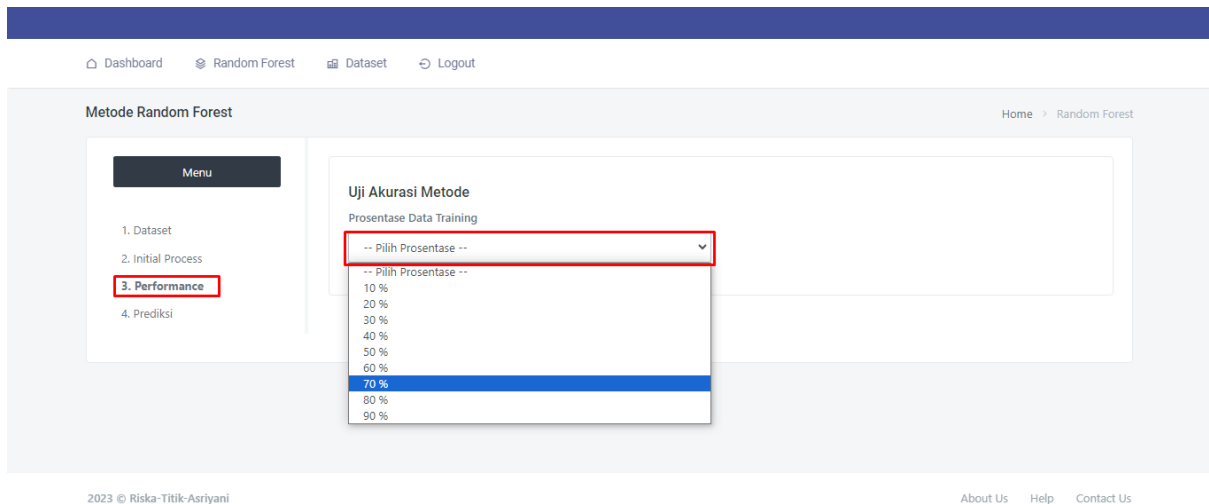 Dashboard Random Forest Dataset Logout
Metode Random Forest
Home > Random Forest
Menu
1. Dataset
2. Initial Process
3. Performance
4. Prediksi
Uji Akurasi Metode
Prosentase Data Training
-- Pilih Prosentase --
-- Pilih Prosentase --
10 %
20 %
30 %
40 %
50 %
60 %
70 %
80 %
90 %
2023 © Riska-Titik-Asriyani
About Us Help Contact Us